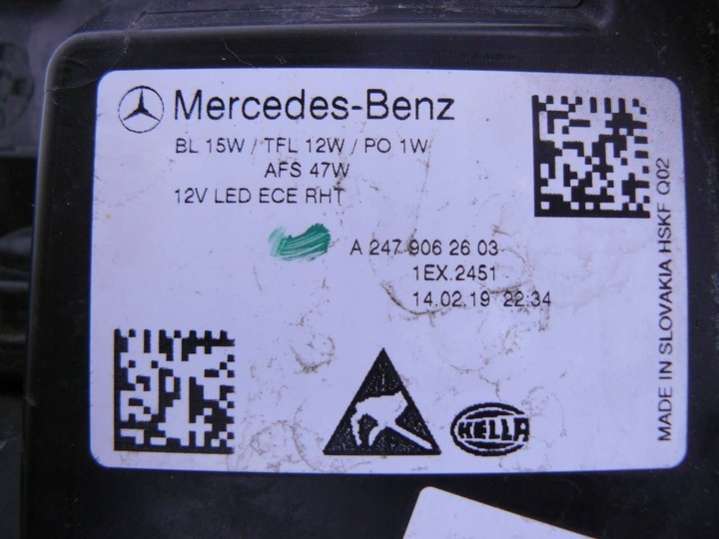 Mercedes-Benz
BL 15W / TFL 12W / PO 1W
AFS 47W
12V LED ECE RHT
A 247 906 26 03
1EX.2451
14.02.19 22:34
MADE IN SLOVAKIA HSKF Q02
HELLA